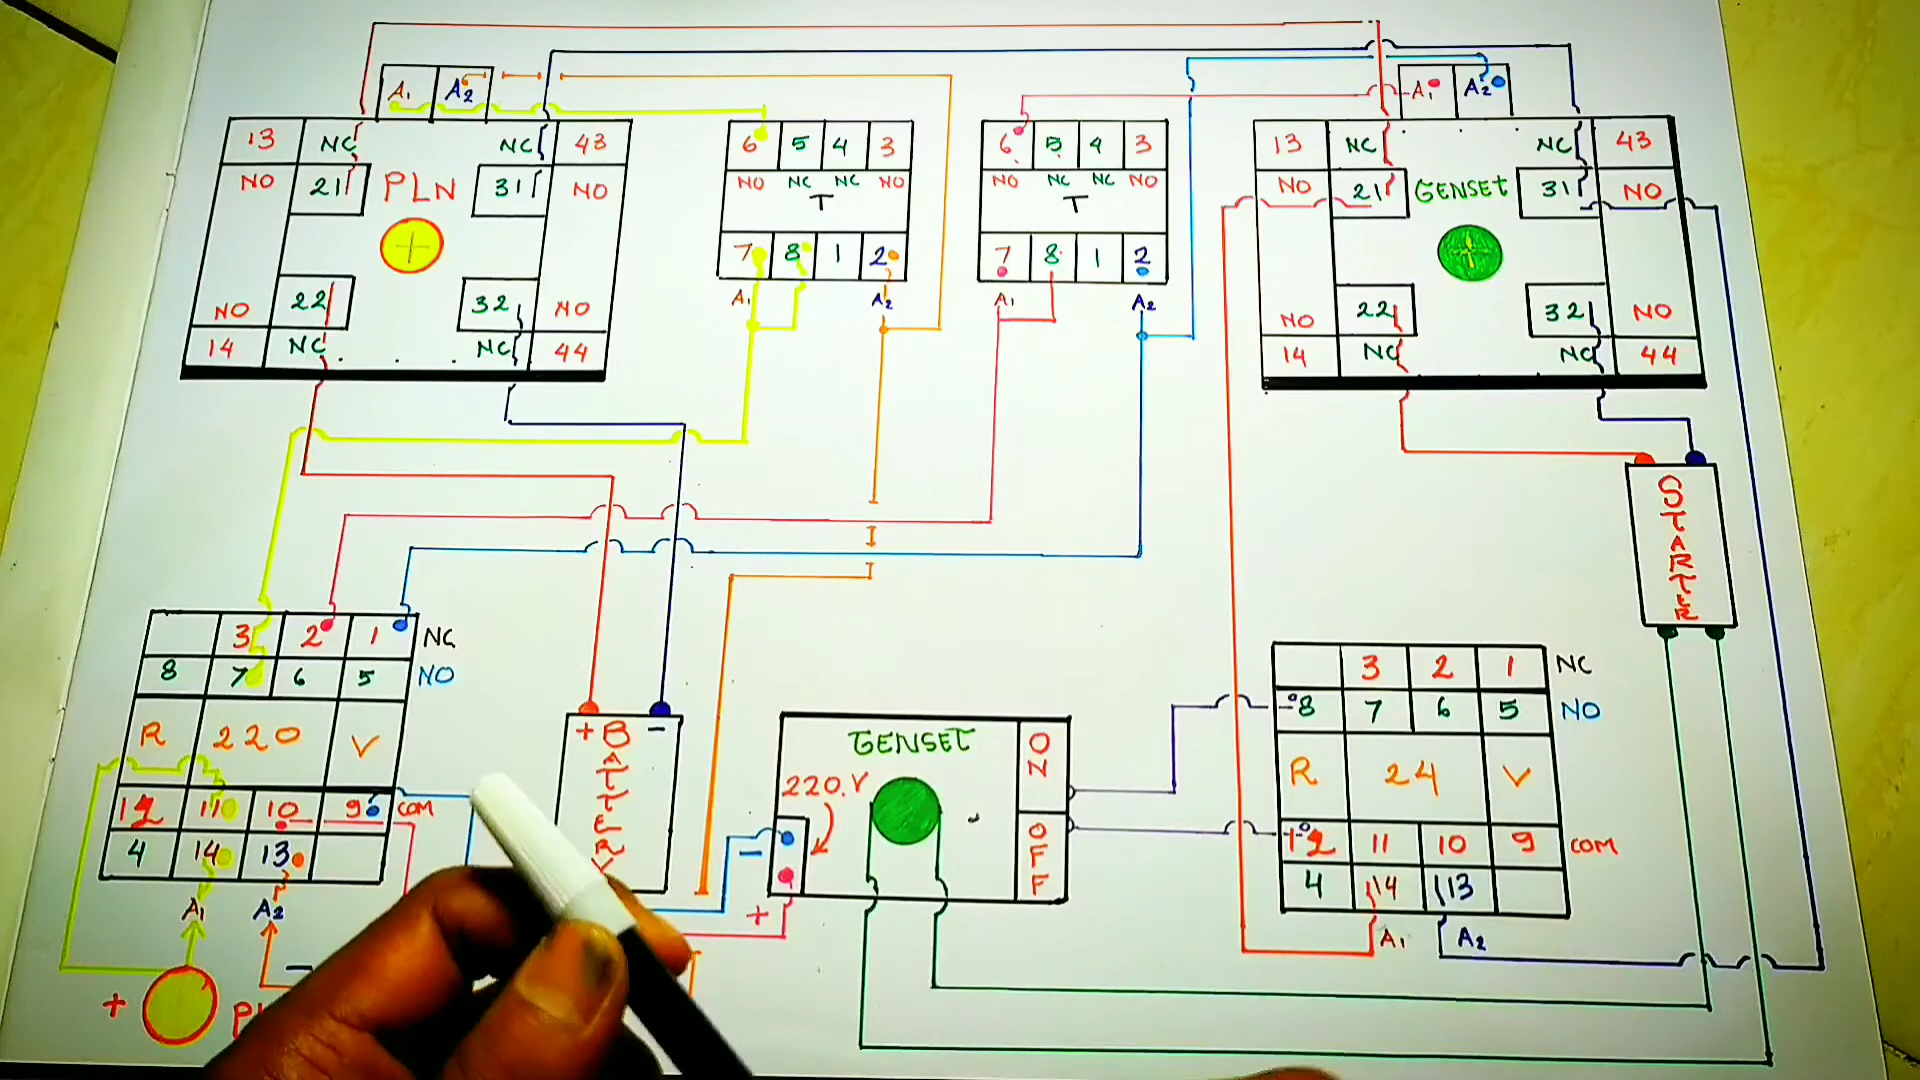 A1 A2
13 NC NC 43
NO 21 PLN 31 NO
NO 22 32 NO
14 NC NC 44
6 5 4 3
NO NC NC NO
T
7 8 1 2
A1 A2
6 5 4 3
NO NC NC NO
T
7 8 1 2
A1 A2
A1 A2
13 NC NC 43
NO 21 GENSET 31 NO
NO 22 32 NO
14 NC NC 44
STARTER
3 2 1 NC
8 7 6 5 NO
R 220 V
12 11 10 9 COM
4 14 13
A1 A2
+ −
+ −
BATTERY
GENSET
220.V
ON
OFF
−
+
3 2 1 NC
8 7 6 5 NO
R 24 V
12 11 10 9 COM
4 14 13
A1 A2